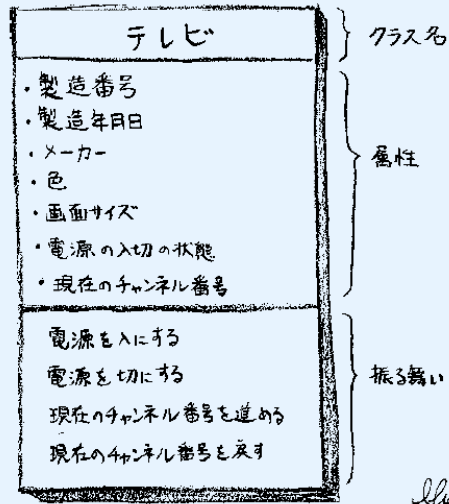 テレビ
クラス名
・製造番号
・製造年月日
・メーカー
・色
・画面サイズ
・電源の入切の状態
・現在のチャンネル番号
属性
電源を入にする
電源を切にする
現在のチャンネル番号を進める
現在のチャンネル番号を戻す
振る舞い